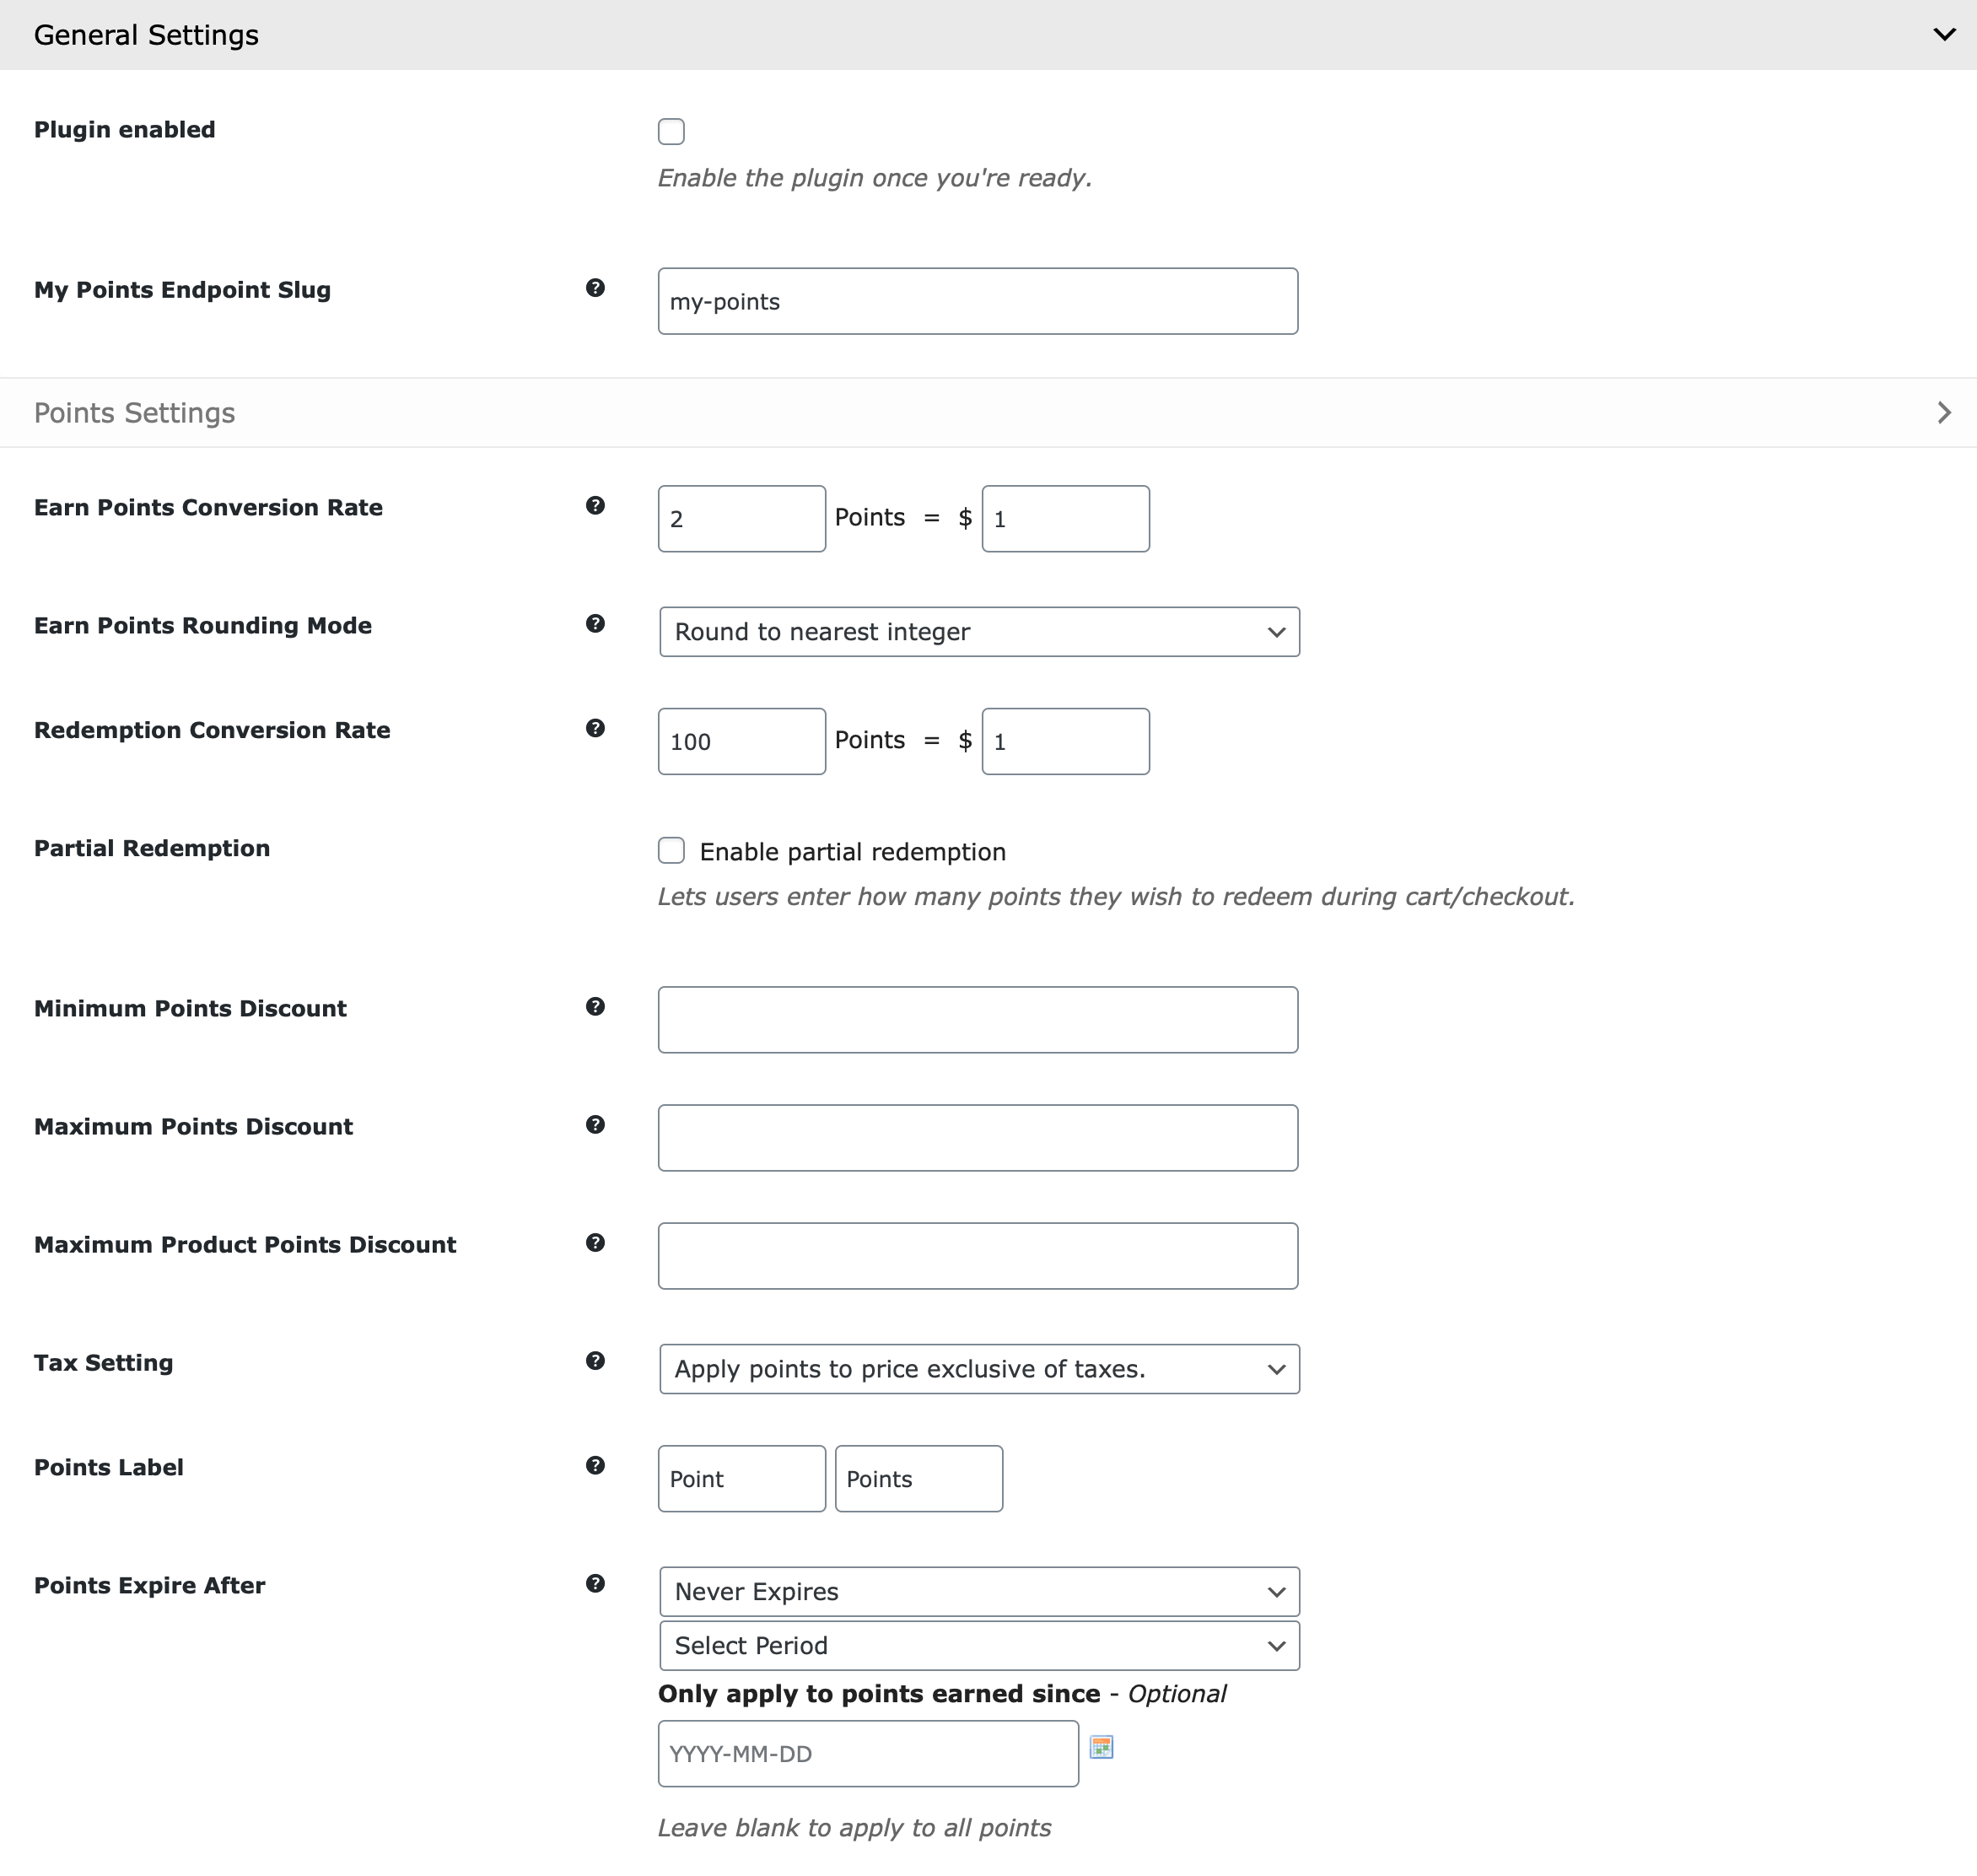 General Settings
Plugin enabled
Enable the plugin once you're ready.
My Points Endpoint Slug
my-points
Points Settings
Earn Points Conversion Rate
2 Points = $ 1
Earn Points Rounding Mode
Round to nearest integer
Redemption Conversion Rate
100 Points = $ 1
Partial Redemption
Enable partial redemption
Lets users enter how many points they wish to redeem during cart/checkout.
Minimum Points Discount
Maximum Points Discount
Maximum Product Points Discount
Tax Setting
Apply points to price exclusive of taxes.
Points Label
Point Points
Points Expire After
Never Expires
Select Period
Only apply to points earned since - Optional
YYYY-MM-DD
Leave blank to apply to all points